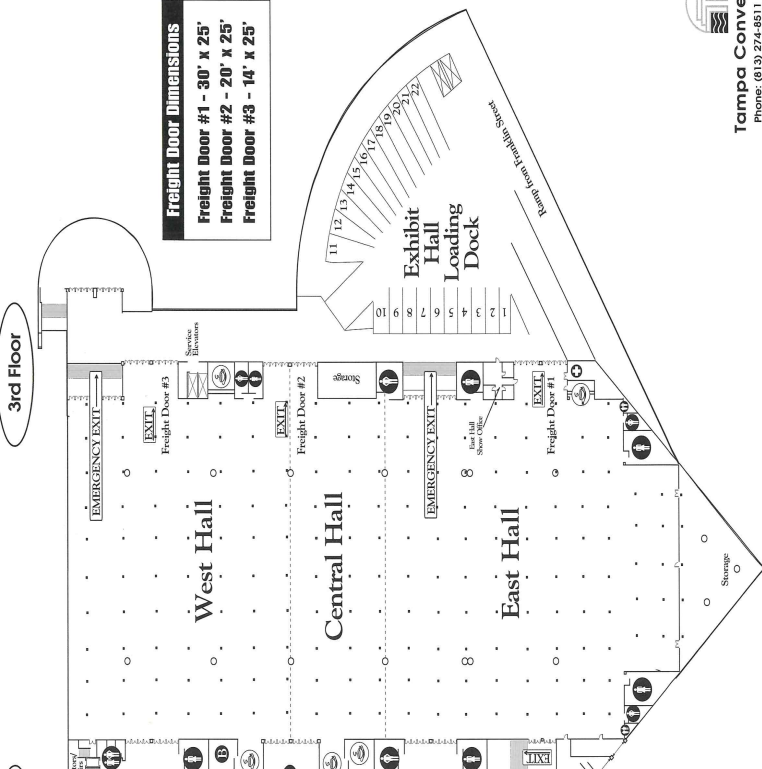 3rd Floor
Freight Door Dimensions
Freight Door #1 - 30' x 25'
Freight Door #2 - 20' x 25'
Freight Door #3 - 14' x 25'
Tampa Conve
Phone: (813) 274-8511
EMERGENCY EXIT
EXIT
Freight Door #3
Service
Elevators
West Hall
EXIT
Freight Door #2
Storage
Central Hall
EMERGENCY EXIT
East Hall
Show Office
EXIT
Freight Door #1
East Hall
Storage
Exhibit
Hall
Loading
Dock
Ramp from Franklin Street
11 12 13 14 15 16 17 18 19 20 21 22
10 9 8 7 6 5 4 3 2 1
B
EXIT